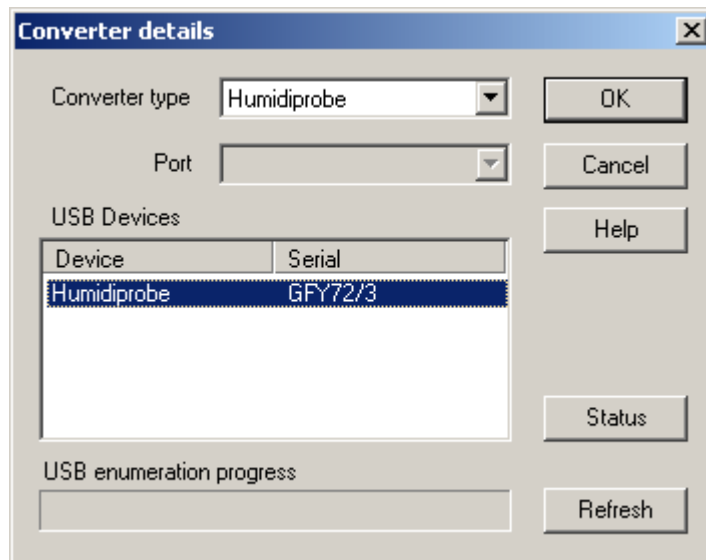 Converter details
Converter type Humidiprobe OK
Port Cancel
USB Devices Help
Device Serial
Humidiprobe GFY72/3
Status
USB enumeration progress
Refresh